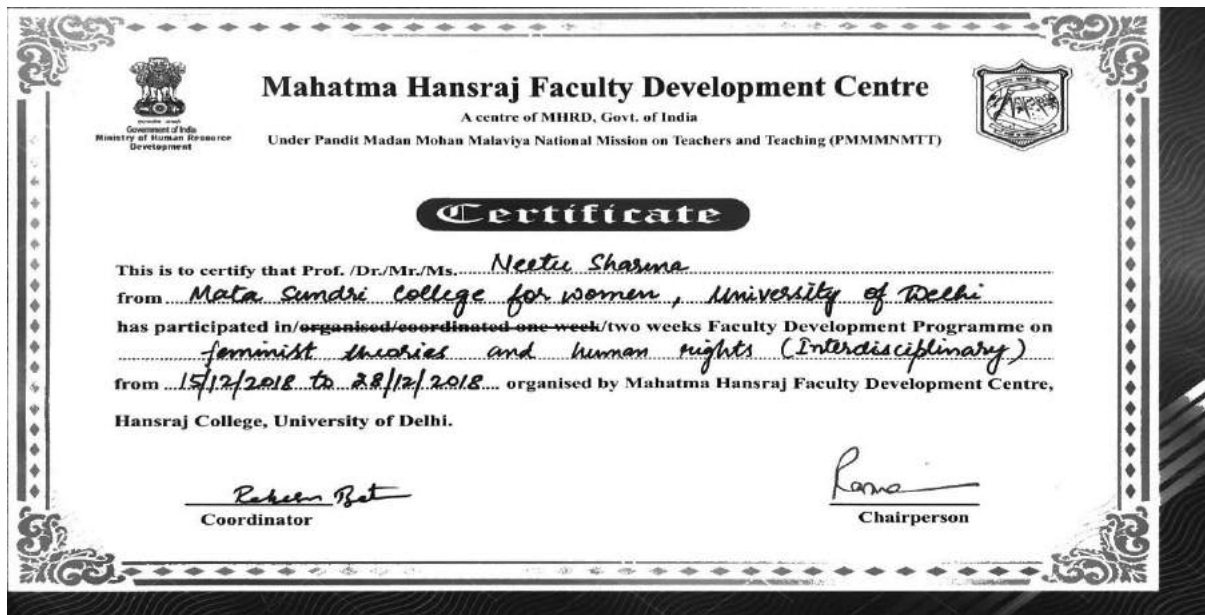 Mahatma Hansraj Faculty Development Centre
A centre of MHRD, Govt. of India
Under Pandit Madan Mohan Malaviya National Mission on Teachers and Teaching (PMMMNMTT)
Government of India
Ministry of Human Resource
Development
Certificate
This is to certify that Prof. /Dr./Mr./Ms. Neetu Sharma
from Mata Sundri College for women, University of Delhi
has participated in/organised/coordinated one week/two weeks Faculty Development Programme on
feminist theories and human rights (Interdisciplinary)
from 15/12/2018 to 28/12/2018 organised by Mahatma Hansraj Faculty Development Centre,
Hansraj College, University of Delhi.
Rama
Coordinator
Chairperson